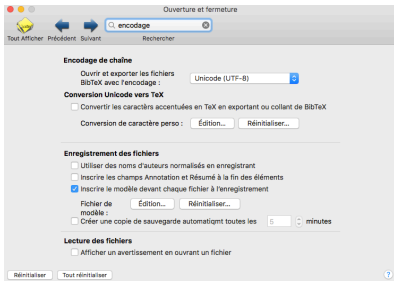 Ouverture et fermeture
encodage
Tout Afficher Précédent Suivant Rechercher
Encodage de chaîne
Ouvrir et exporter les fichiers
BibTeX avec l'encodage : Unicode (UTF-8)
Conversion Unicode vers TeX
Convertir les caractères accentuées en TeX en exportant ou collant de BibTeX
Conversion de caractère perso : Édition... Réinitialiser...
Enregistrement des fichiers
Utiliser des noms d'auteurs normalisés en enregistrant
Inscrire les champs Annotation et Résumé à la fin des éléments
Inscrire le modèle devant chaque fichier à l'enregistrement
Fichier de
modèle : Édition... Réinitialiser...
Créer une copie de sauvegarde automatiqmt toutes les 5 minutes
Lecture des fichiers
Afficher un avertissement en ouvrant un fichier
Réinitialiser Tout réinitialiser ?